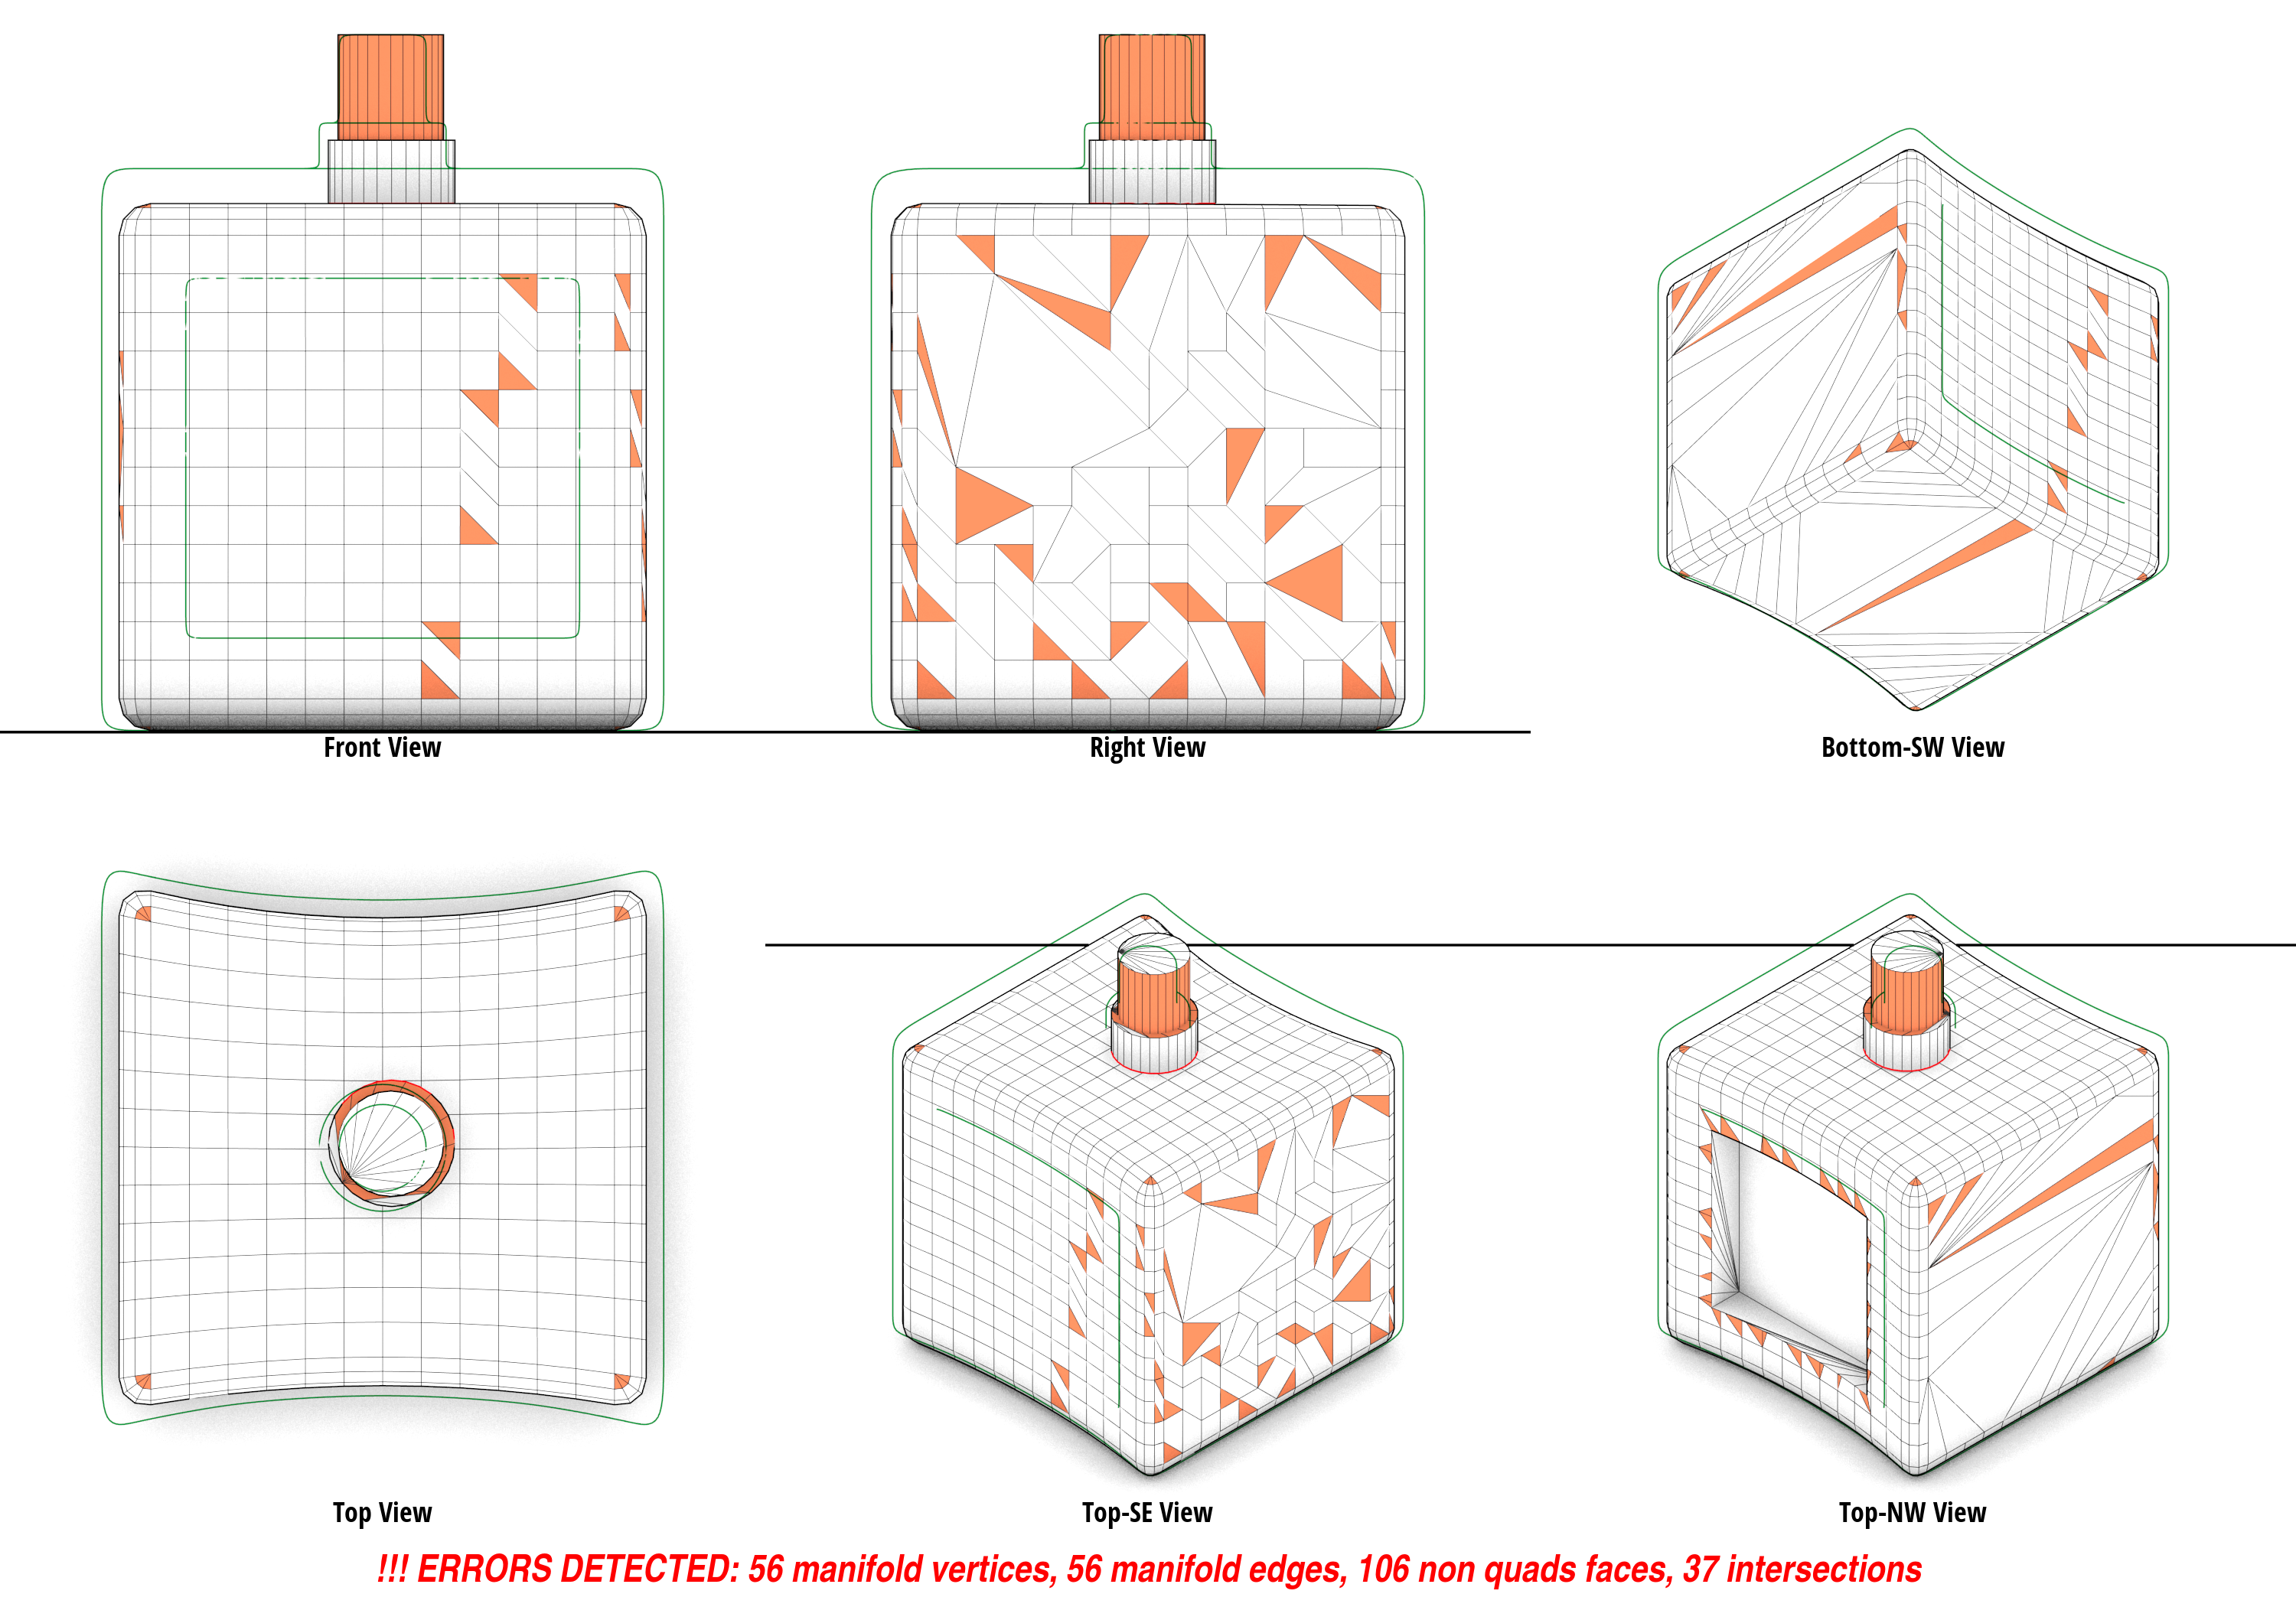 Front View
Right View
Bottom-SW View
Top View
Top-SE View
Top-NW View
!!! ERRORS DETECTED: 56 manifold vertices, 56 manifold edges, 106 non quads faces, 37 intersections